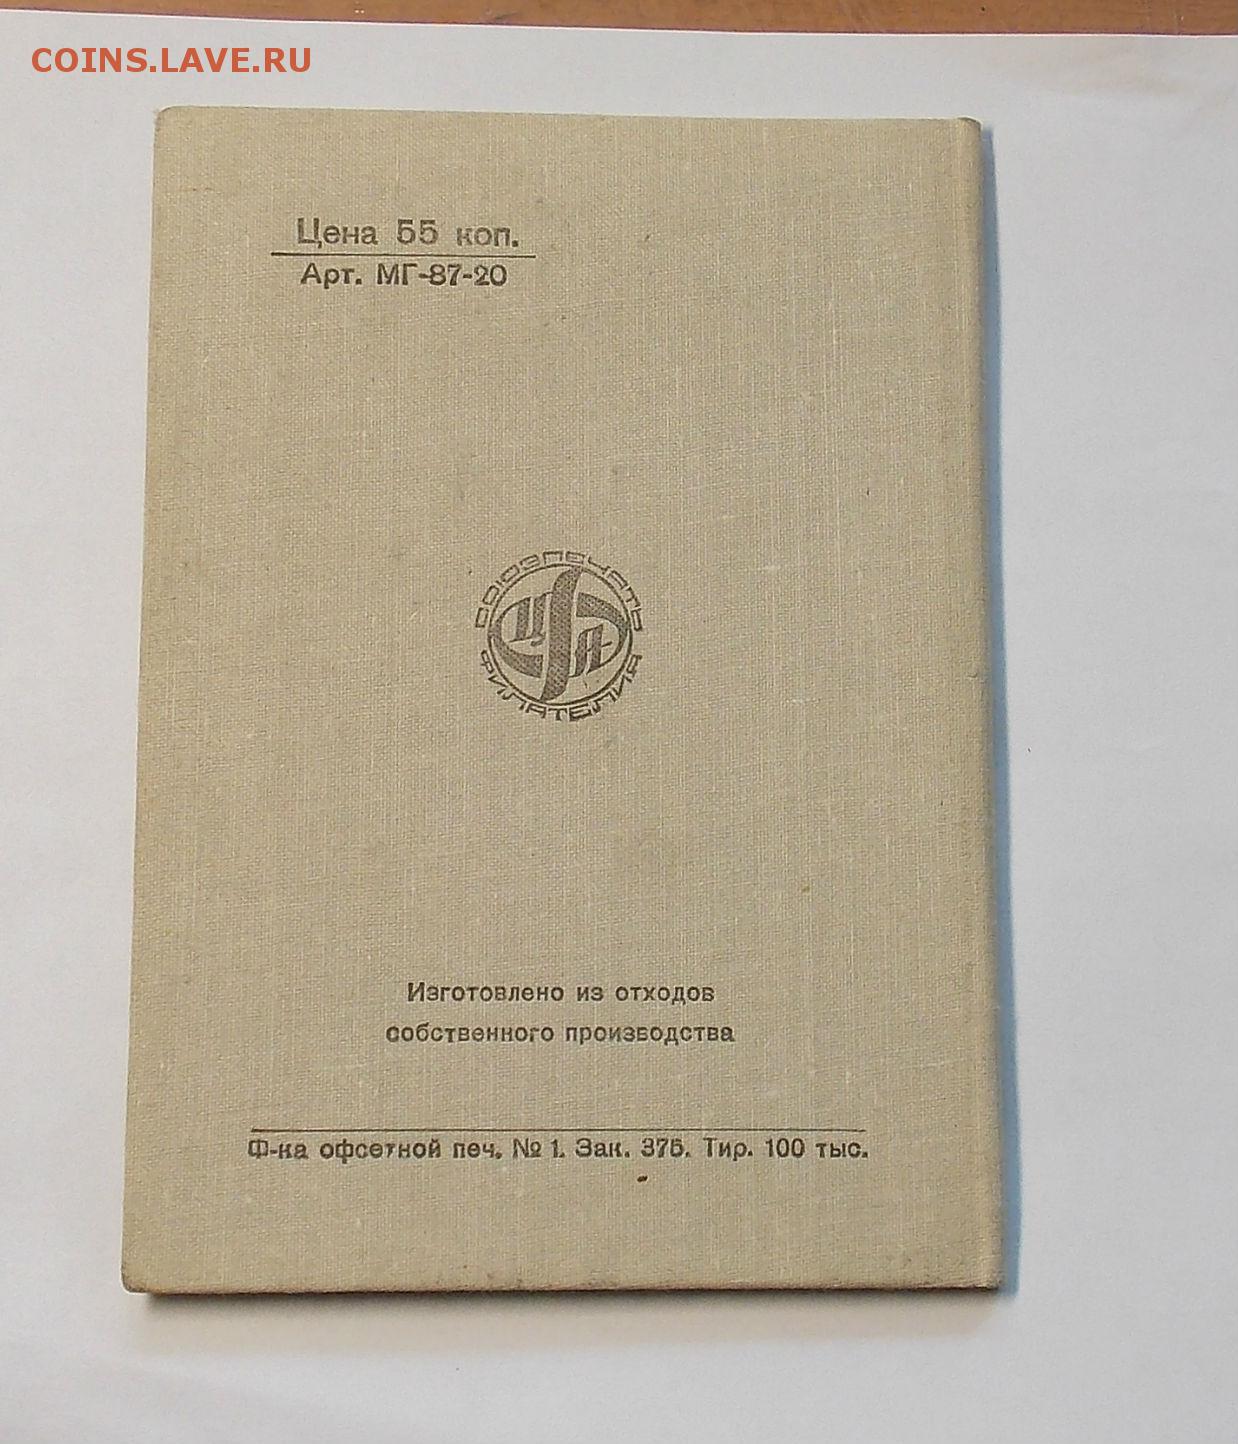 COINS.LAVE.RU
Цена 55 коп.
Арт. МГ-87-20
СОЮЗПЕЧАТЬ
ЦФА
ФИЛАТЕЛИЯ
Изготовлено из отходов
собственного производства
Ф-ка офсетной печ. № 1. Зак. 375. Тир. 100 тыс.